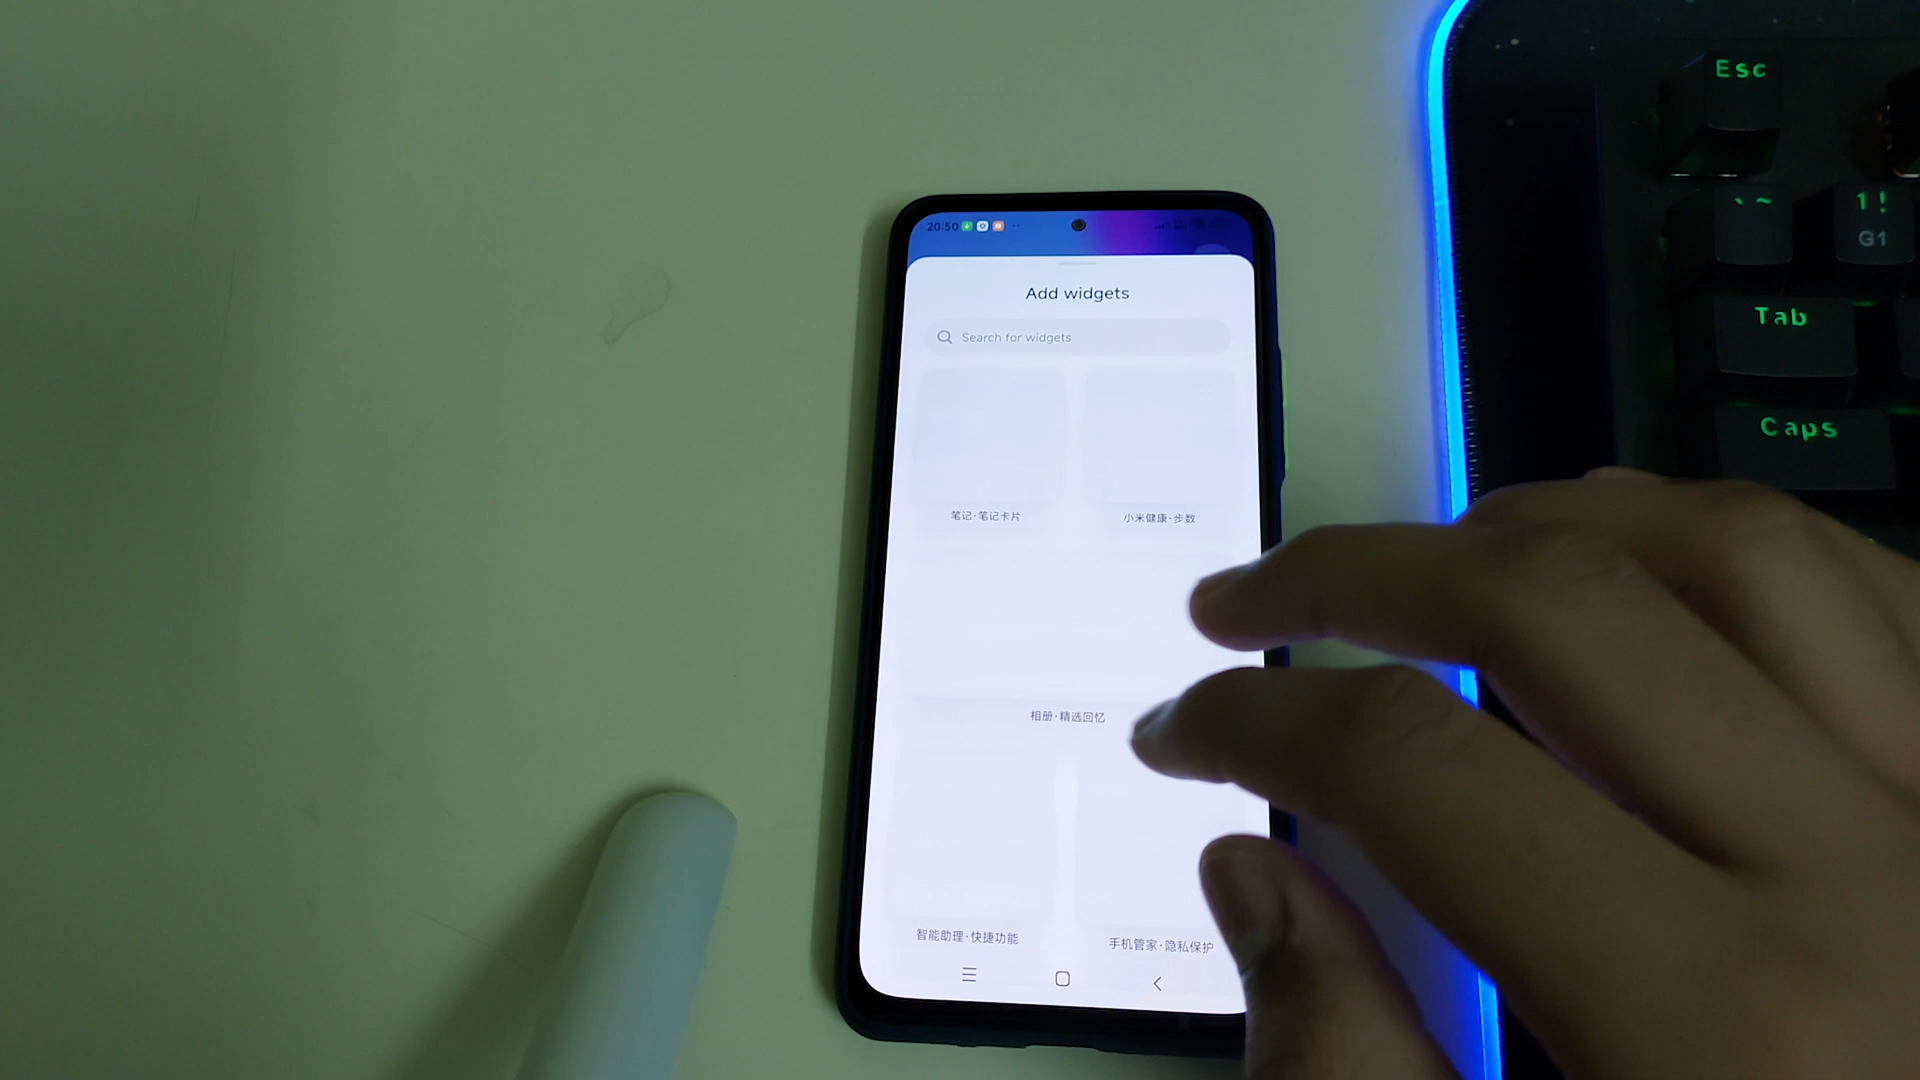 20:50
Add widgets
Search for widgets
笔记·笔记卡片
小米健康·步数
相册·精选回忆
智能助理·快捷功能
手机管家·隐私保护
Esc
` ~
1 !
G1
Tab
Caps